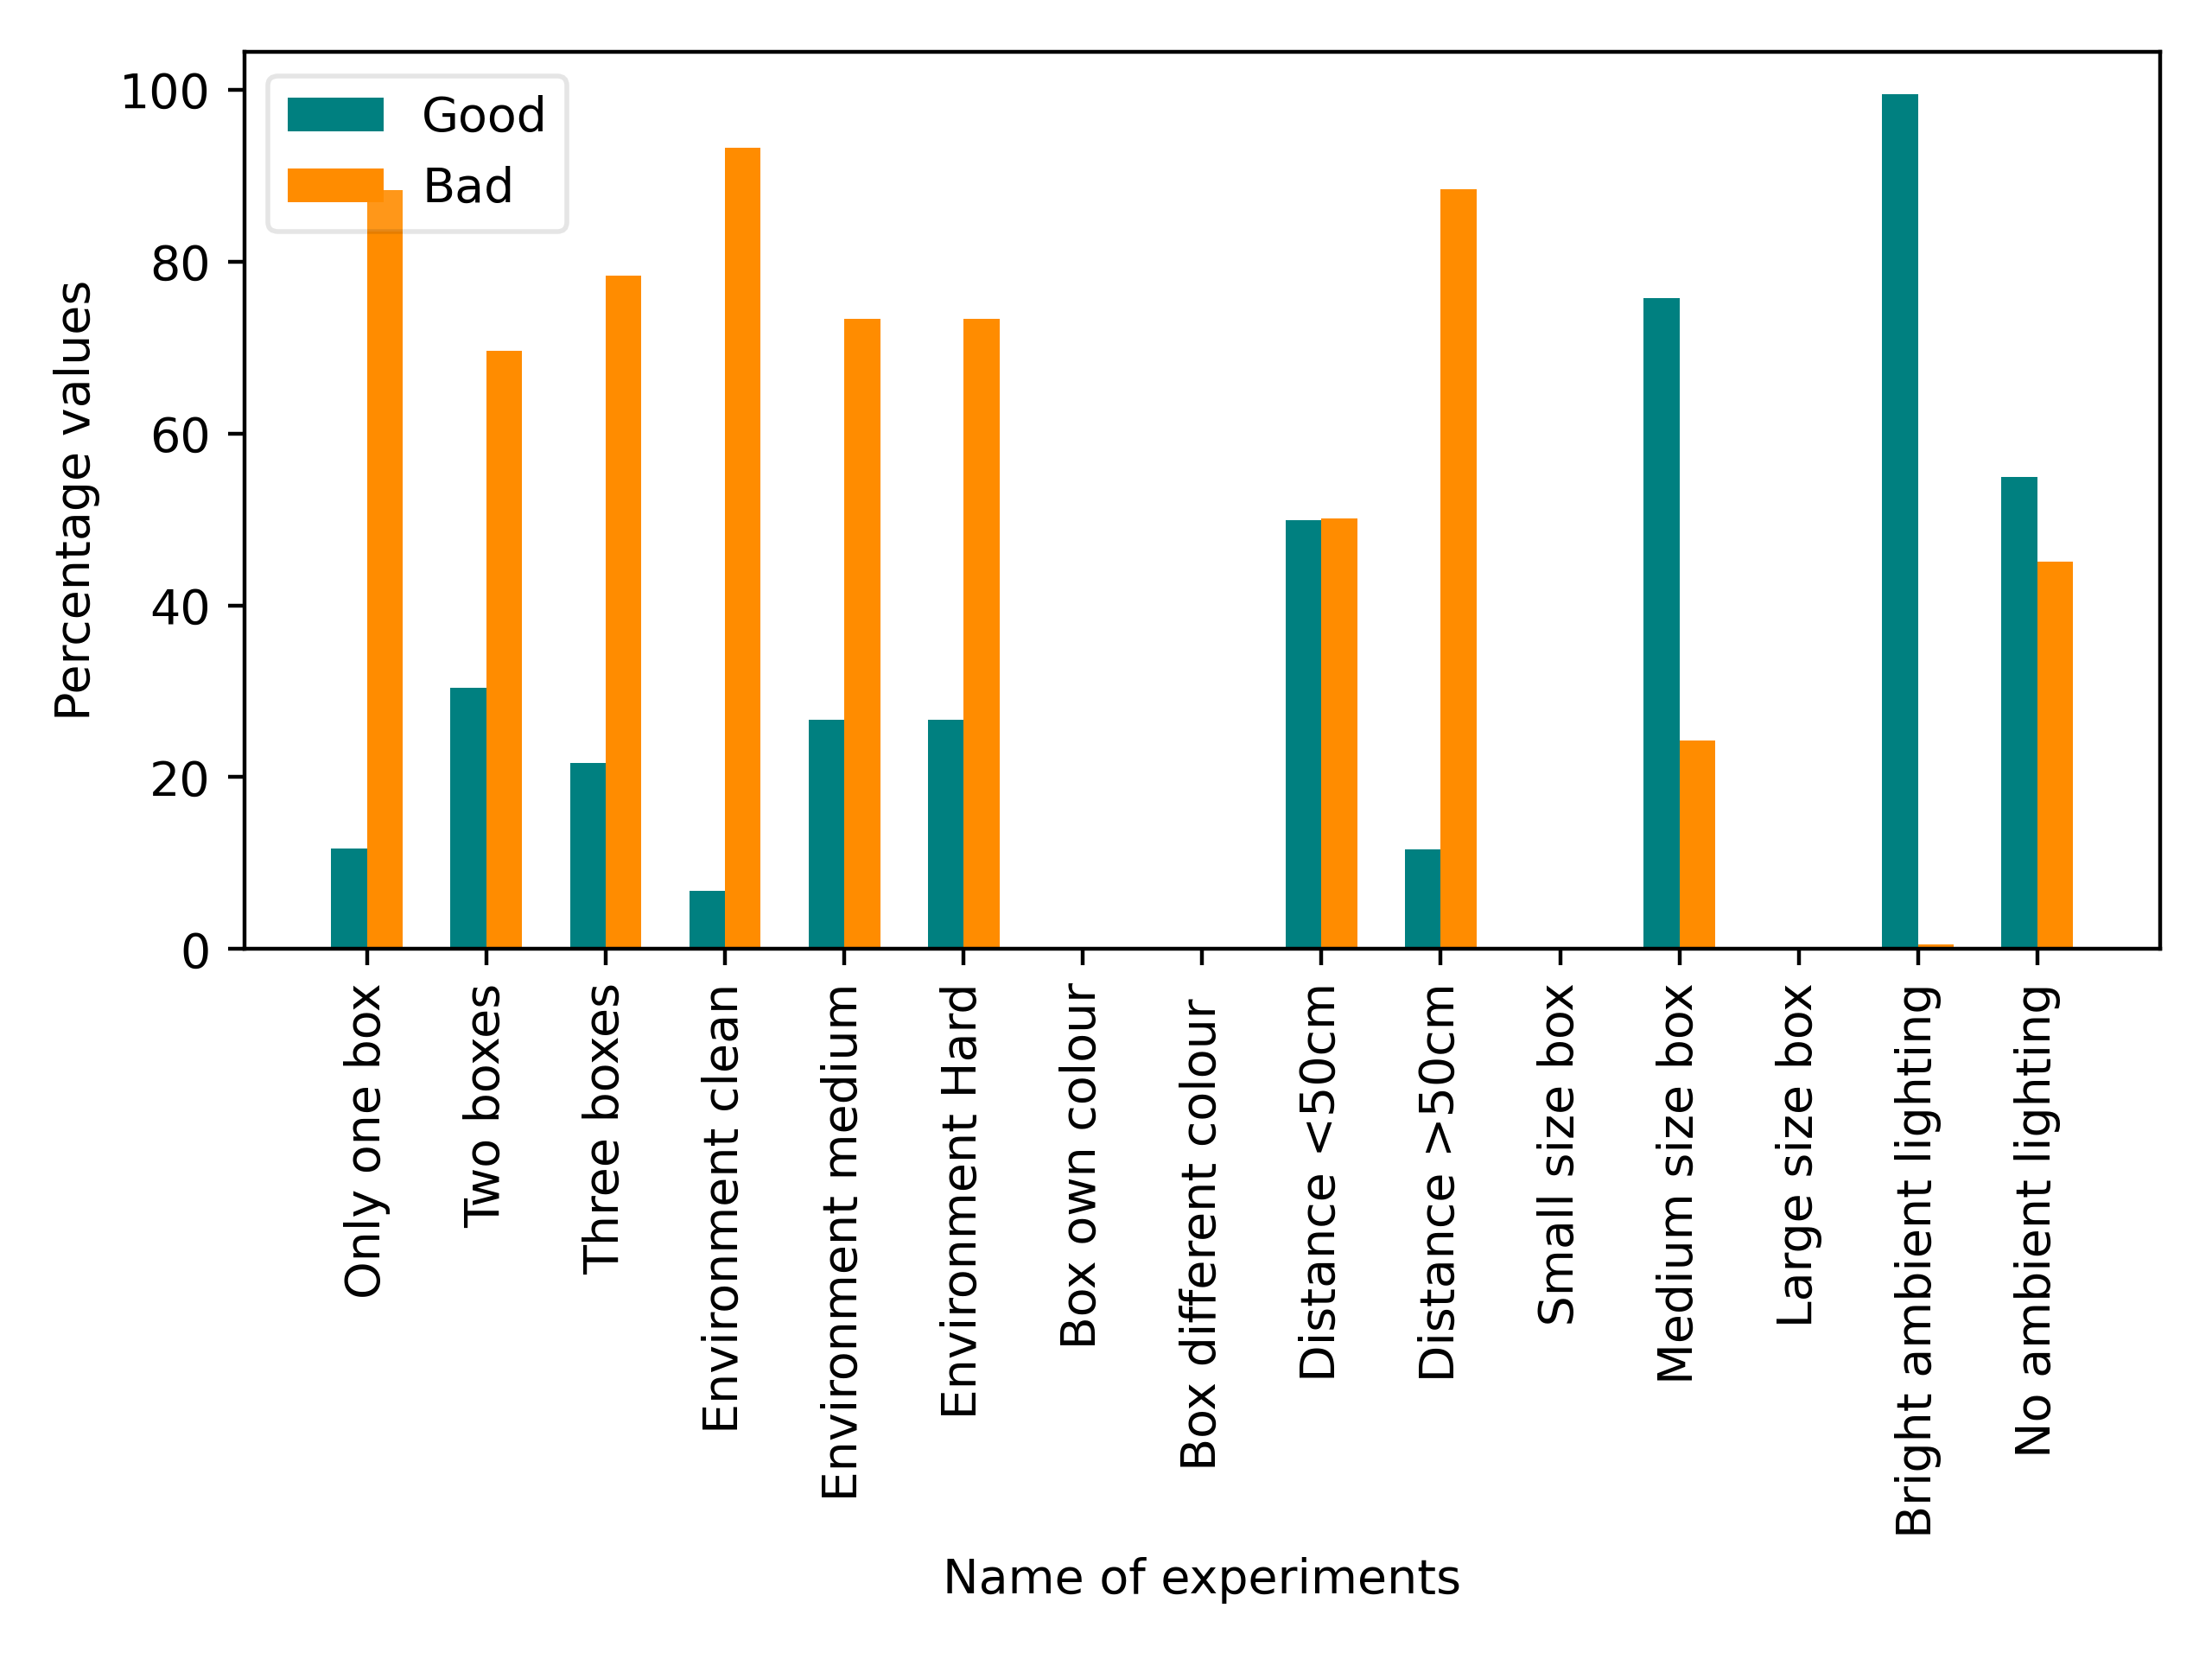 Good
Bad
100
80
60
40
20
0
Percentage values
Only one box
Two boxes
Three boxes
Environment clean
Environment medium
Environment Hard
Box own colour
Box different colour
Distance <50cm
Distance >50cm
Small size box
Medium size box
Large size box
Bright ambient lighting
No ambient lighting
Name of experiments